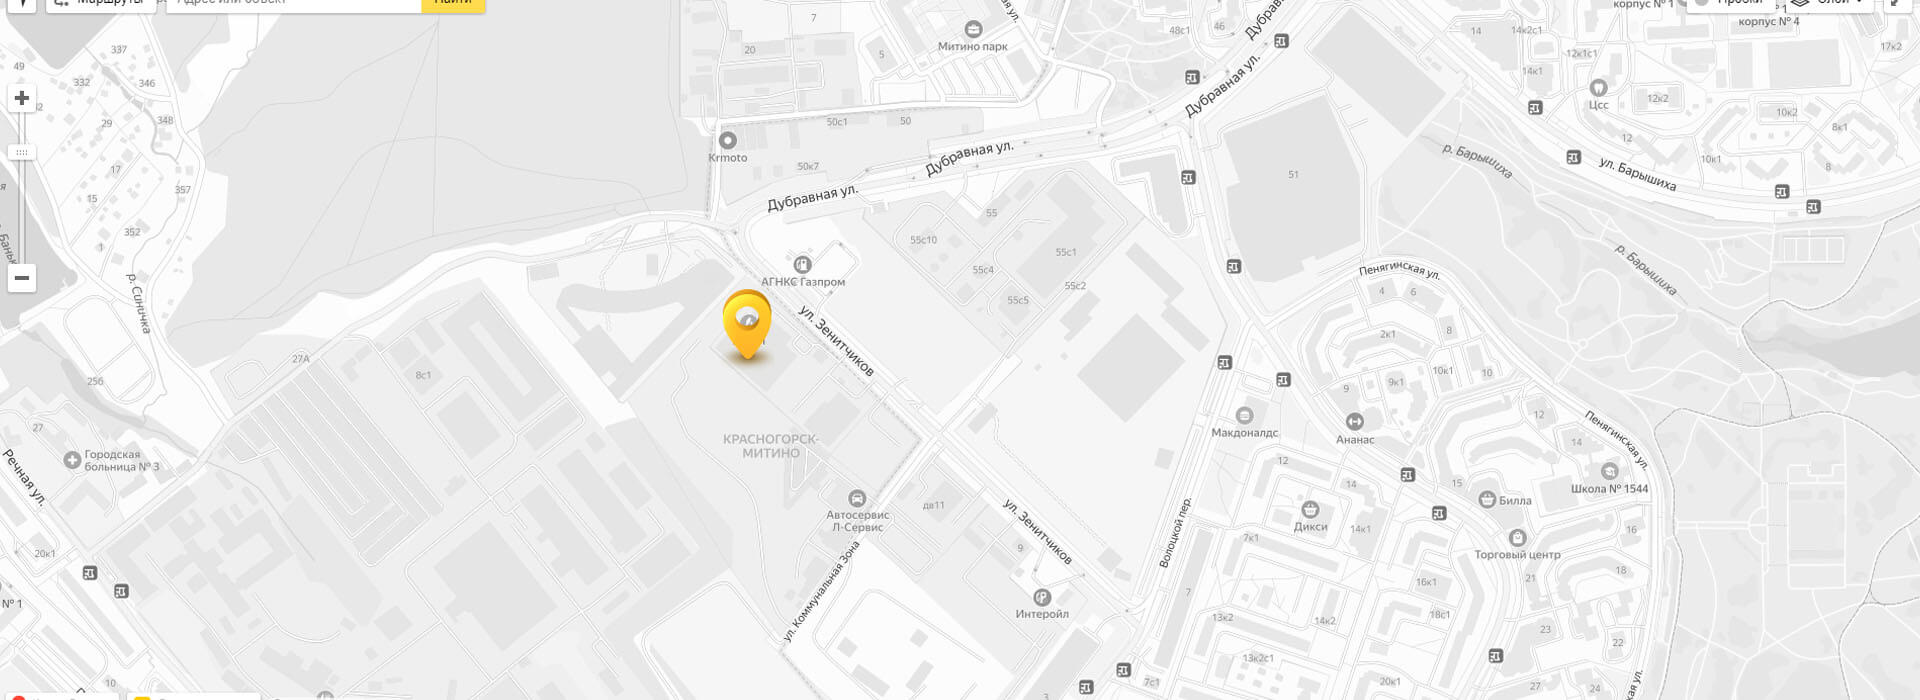 Маршруты
Адрес или объект
Найти
Пробки
Слои
корпус № 1
корпус № 4
337
49
332
346
29
348
17
15
357
352
1
р. Синичка
256
27А
27
Городская
больница № 3
Речная ул.
20к1
№ 1
10
8с1
7
20
5
Митино парк
50с1
50
Krmoto
50к7
Дубравная ул.
Дубравная ул.
Дубравная ул.
48с1
46
55
55с10
55с1
55с4
55с2
55с5
АГНКС Газпром
ул. Зенитчиков
КРАСНОГОРСК-
МИТИНО
Автосервис
Л-Сервис
дв11
ул. Зенитчиков
9
Интеройл
ул. Коммунальная Зона
3
51
14
14к2с1
12к1с1
14к1
17к2
Цсс
12к2
10к2
8к1
12
10к1
8
р. Барышиха
ул. Барышиха
р. Барышиха
Пенягинская ул.
4
6
2к1
8
10к1
10
9
9к1
Макдоналдс
Ананас
12
14
Пенягинская ул.
Школа № 1544
15
Билла
16
Торговый центр
12
14
Дикси
14к1
Волоцкий пер.
7к1
7
16к1
21
18
18с1
13к2
14к2
23
22
13к2с1
7с1
20к1
27
24